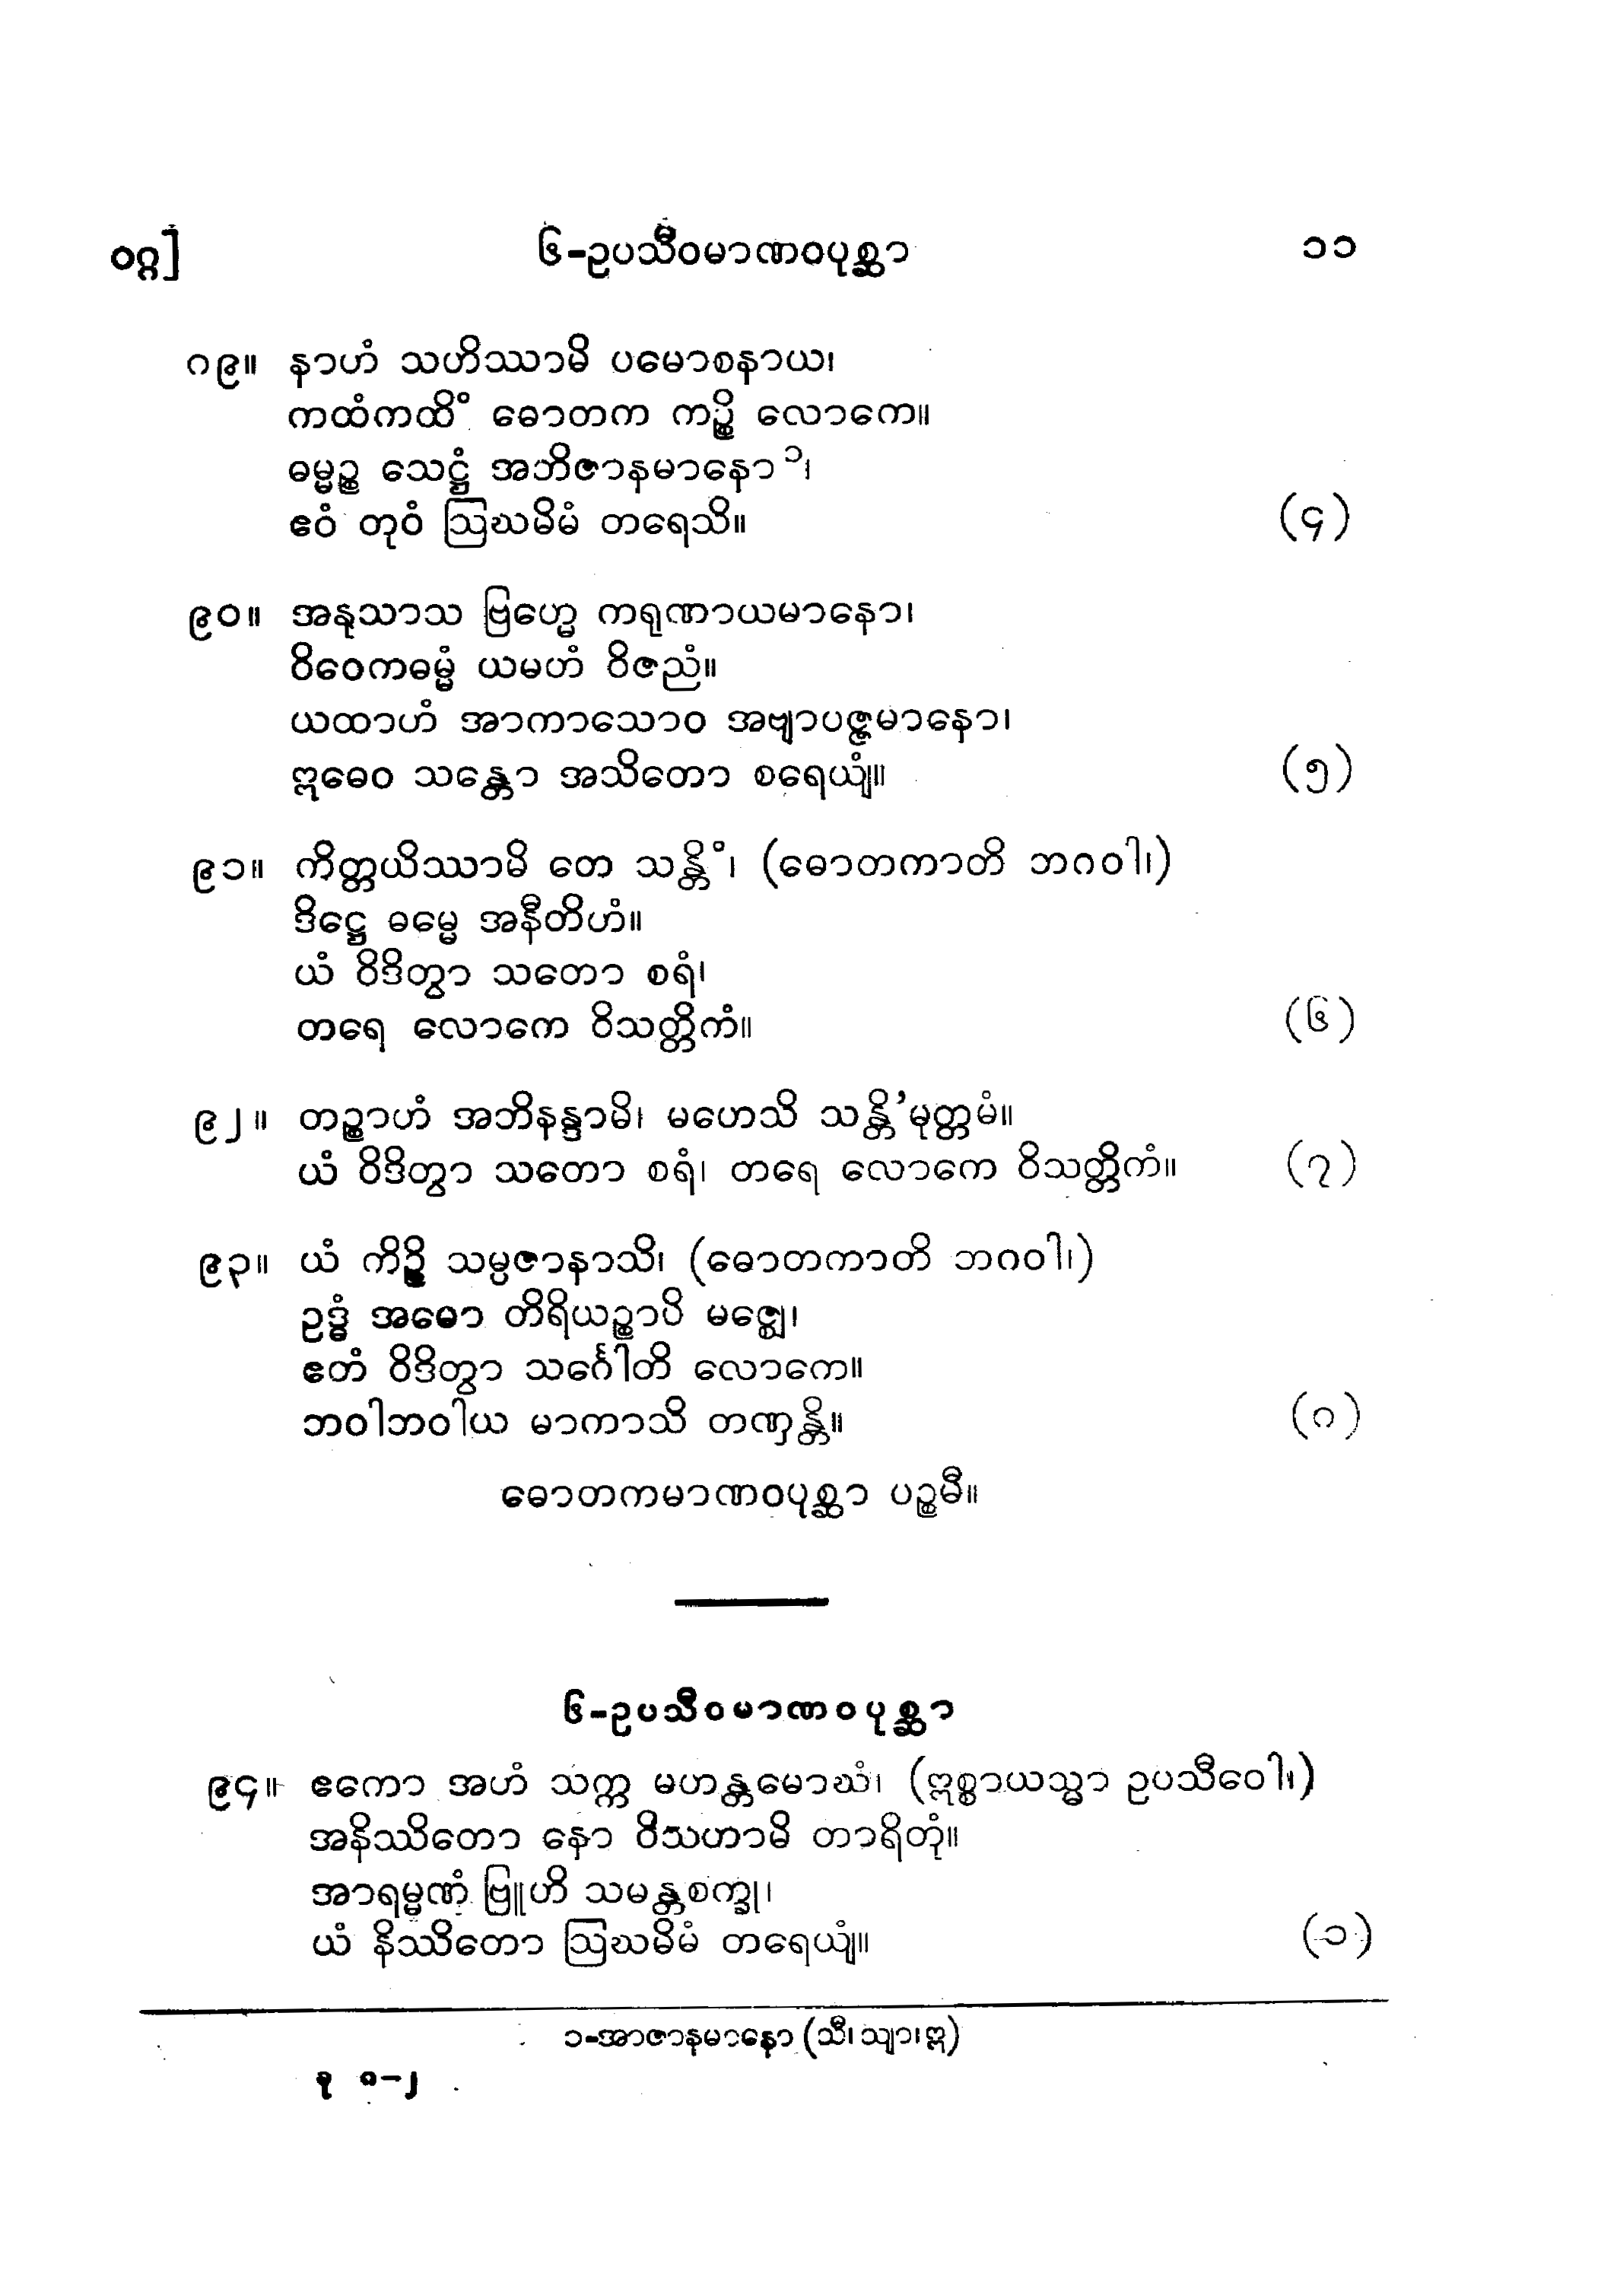 ဝဂ္ဂ]	၆-ဥပသီဝမာဏဝပုစ္ဆာ	၁၁
၈၉။ နာဟံ သဟိဿာမိ ပမောစနာယ၊
ကထံကထိံ ဓောတက ကဉ္စိ လောကေ။
ဓမ္မဉ္စ သေဋ္ဌံ အဘိဇာနမာနော ၁၊
ဧဝံ တုဝံ ဩဃမိမံ တရေသိ။ (၄)
၉၀။ အနုသာသ ဗြဟ္မေ ကရုဏာယမာနော၊
ဝိဝေကဓမ္မံ ယမဟံ ဝိဇညံ။
ယထာဟံ အာကာသောဝ အဗျာပဇ္ဇမာနော၊
ဣဓေဝ သန္တော အသိတော စရေယျံ။ (၅)
၉၁။ ကိတ္တယိဿာမိ တေ သန္တိံ၊ (ဓောတကာတိ ဘဂဝါ၊)
ဒိဋ္ဌေ ဓမ္မေ အနီတိဟံ။
ယံ ဝိဒိတွာ သတော စရံ၊
တရေ လောကေ ဝိသတ္တိကံ။ (၆)
၉၂။ တဉ္စာဟံ အဘိနန္ဒာမိ၊ မဟေသိ သန္တိ’မုတ္တမံ။
ယံ ဝိဒိတွာ သတော စရံ၊ တရေ လောကေ ဝိသတ္တိကံ။ (၇)
၉၃။ ယံ ကိဉ္စိ သမ္ပဇာနာသိ၊ (ဓောတကာတိ ဘဂဝါ၊)
ဥဒ္ဓံ အဓော တိရိယဉ္စာပိ မဇ္ဈေ၊
ဧတံ ဝိဒိတွာ သင်္ဂေါတိ လောကေ။
ဘဝါဘဝါယ မာကာသိ တဏှန္တိ။ (၈)
ဓောတကမာဏဝပုစ္ဆာ ပဉ္စမီ။
၆-ဥပသီဝမာဏဝပုစ္ဆာ
၉၄။ ဧကော အဟံ သက္က မဟန္တမောဃံ၊ (ဣစ္စာယသ္မာ ဥပသီဝေါ၊)
အနိဿိတော နော ဝိသဟာမိ တာရိတုံ။
အာရမ္မဏံ ဗြူဟိ သမန္တစက္ခု၊
ယံ နိဿိတော ဩဃမိမံ တရေယျံ။ (၁)
၁-အာဇာနမာနော (သီ၊ သျာ၊ ဣ)
နု ၈-၂